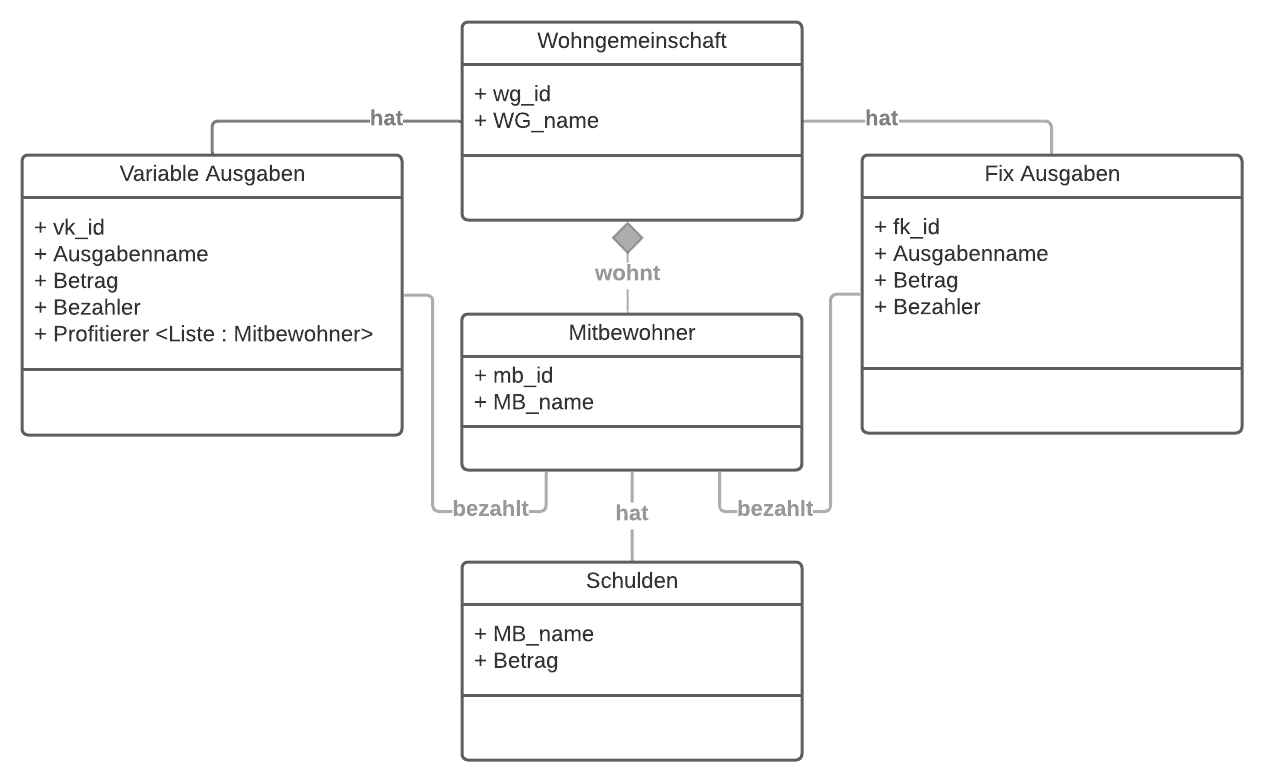 Wohngemeinschaft
+ wg_id
+ WG_name
hat
hat
Variable Ausgaben
+ vk_id
+ Ausgabenname
+ Betrag
+ Bezahler
+ Profitierer <Liste : Mitbewohner>
Fix Ausgaben
+ fk_id
+ Ausgabenname
+ Betrag
+ Bezahler
wohnt
Mitbewohner
+ mb_id
+ MB_name
bezahlt
hat
bezahlt
Schulden
+ MB_name
+ Betrag